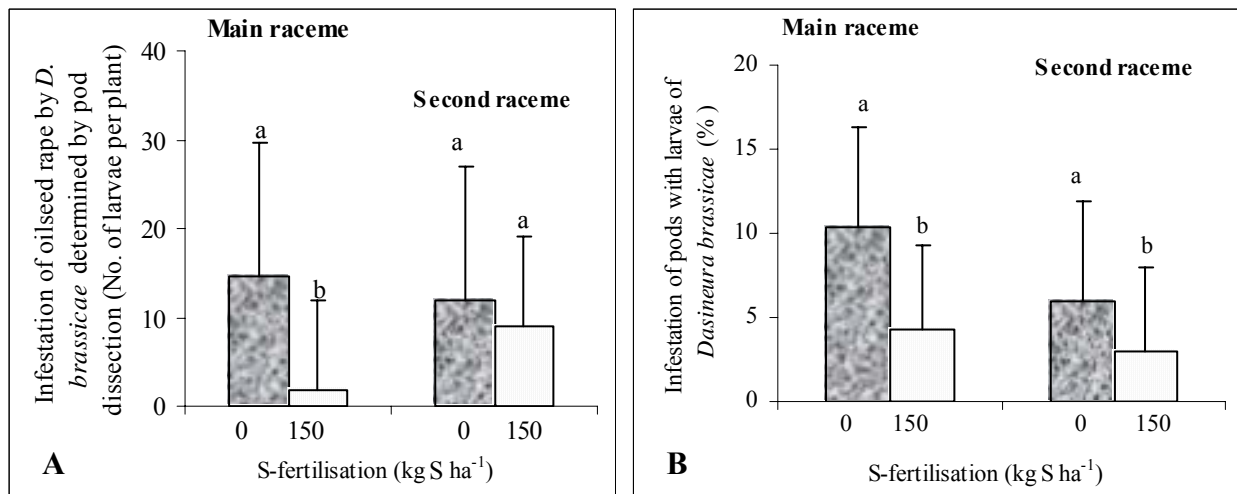 Main raceme
Second raceme
Infestation of oilseed rape by D.
brassicae determined by pod
dissection (No. of larvae per plant)
40
30
20
10
0
a
b
a
a
0 150 0 150
S-fertilisation (kg S ha⁻¹)
A
Main raceme
Second raceme
Infestation of pods with larvae of
Dasineura brassicae (%)
20
15
10
5
0
a
b
a
b
0 150 0 150
S-fertilisation (kg S ha⁻¹)
B